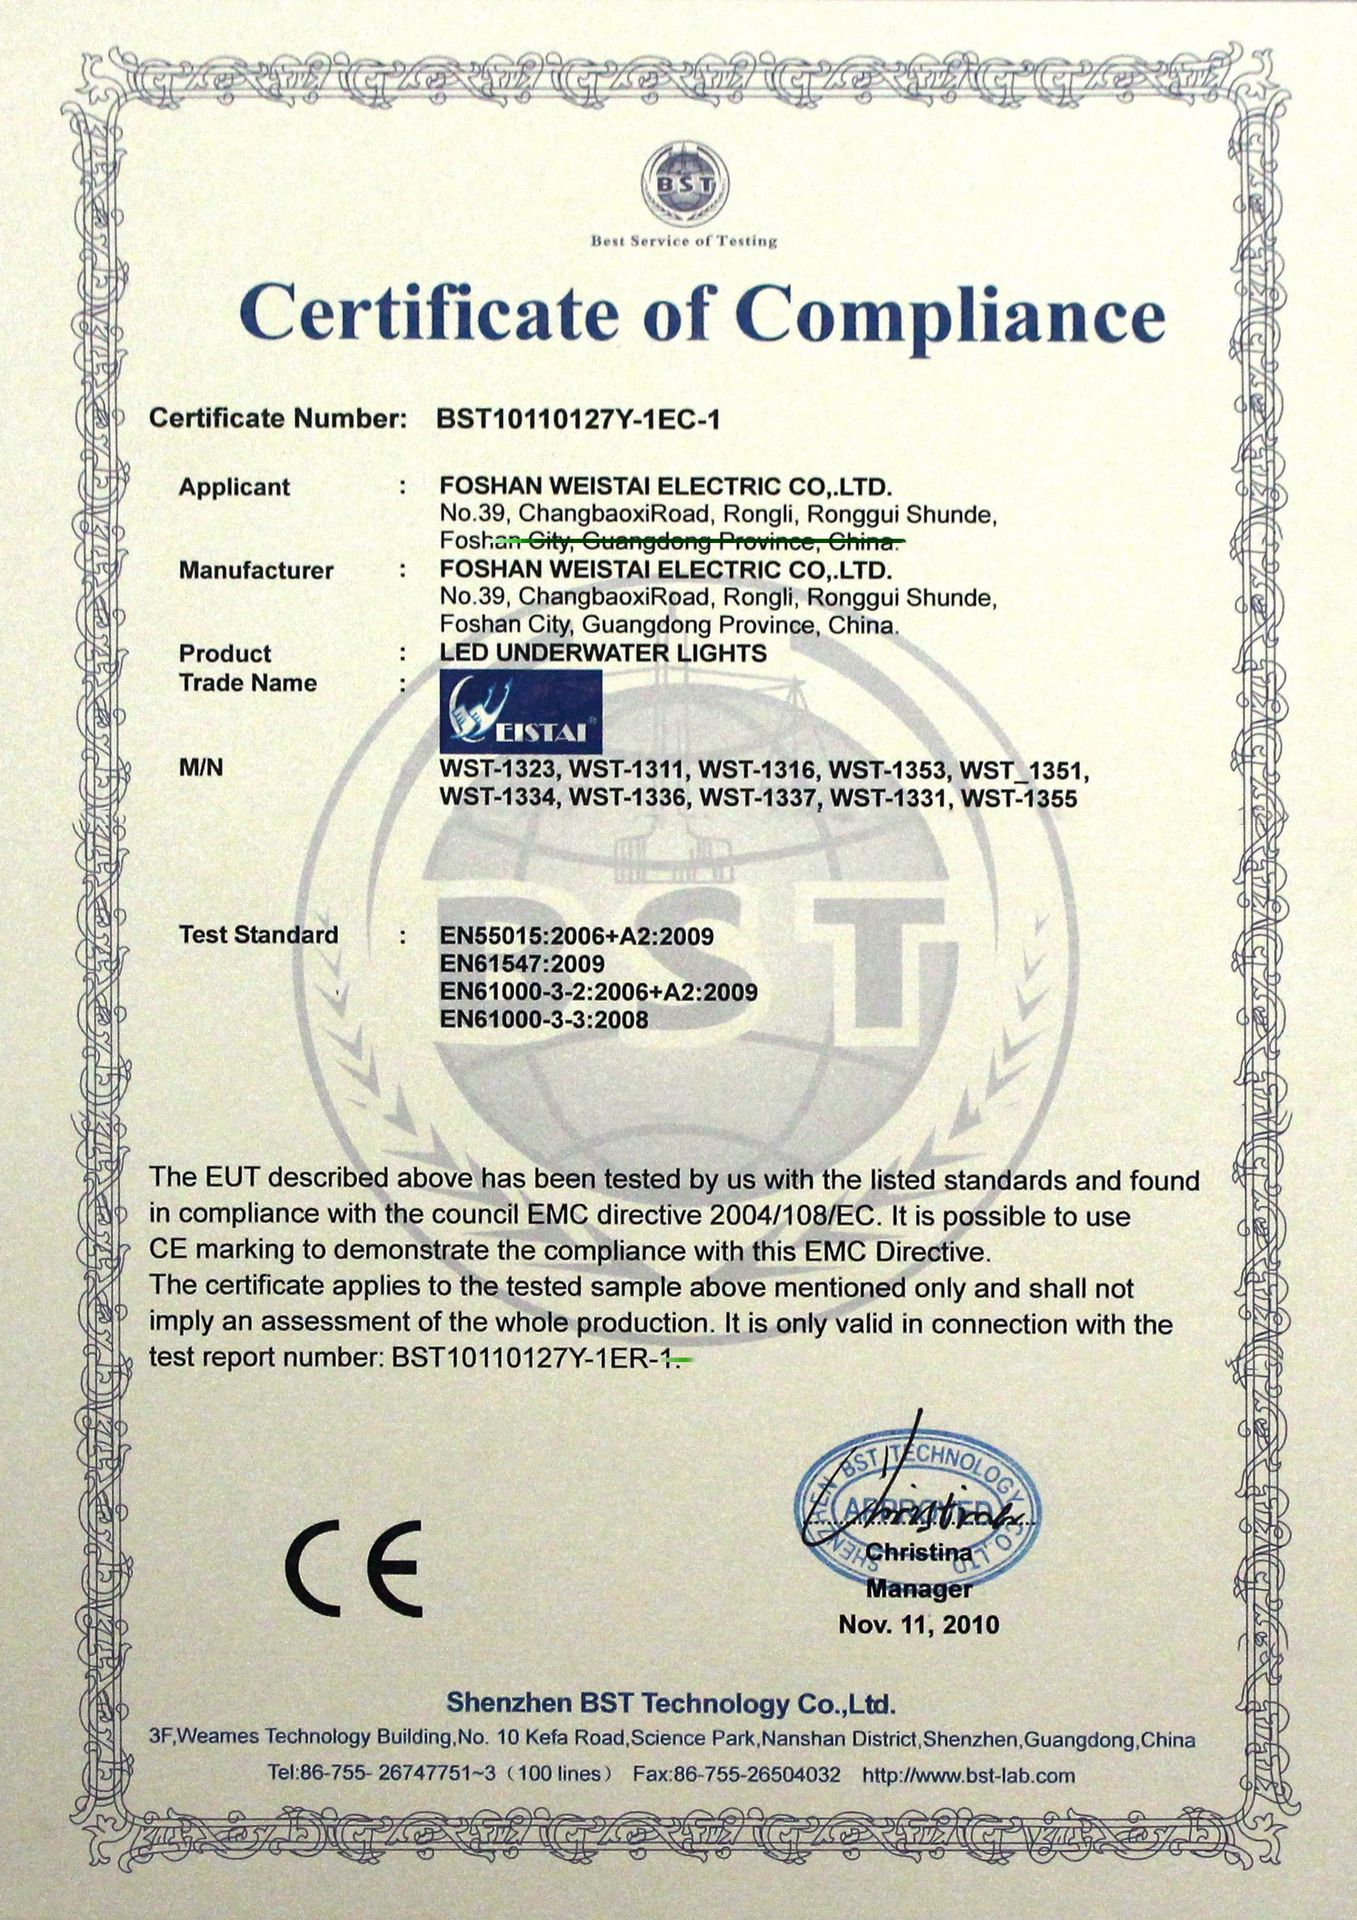 BST
Best Service of Testing
Certificate of Compliance
Certificate Number: BST10110127Y-1EC-1
Applicant : FOSHAN WEISTAI ELECTRIC CO,.LTD.
No.39, ChangbaoxiRoad, Rongli, Ronggui Shunde,
Foshan City, Guangdong Province, China.
Manufacturer : FOSHAN WEISTAI ELECTRIC CO,.LTD.
No.39, ChangbaoxiRoad, Rongli, Ronggui Shunde,
Foshan City, Guangdong Province, China.
Product : LED UNDERWATER LIGHTS
Trade Name : WEISTAI®
M/N WST-1323, WST-1311, WST-1316, WST-1353, WST_1351,
WST-1334, WST-1336, WST-1337, WST-1331, WST-1355
BST
Test Standard : EN55015:2006+A2:2009
EN61547:2009
EN61000-3-2:2006+A2:2009
EN61000-3-3:2008
The EUT described above has been tested by us with the listed standards and found
in compliance with the council EMC directive 2004/108/EC. It is possible to use
CE marking to demonstrate the compliance with this EMC Directive.
The certificate applies to the tested sample above mentioned only and shall not
imply an assessment of the whole production. It is only valid in connection with the
test report number: BST10110127Y-1ER-1.
CE
SHENZHEN BST TECHNOLOGY CO.,LTD
APPROVED
Christina
Christina
Manager
Nov. 11, 2010
Shenzhen BST Technology Co.,Ltd.
3F,Weames Technology Building,No. 10 Kefa Road,Science Park,Nanshan District,Shenzhen,Guangdong,China
Tel:86-755- 26747751~3（100 lines） Fax:86-755-26504032 http://www.bst-lab.com